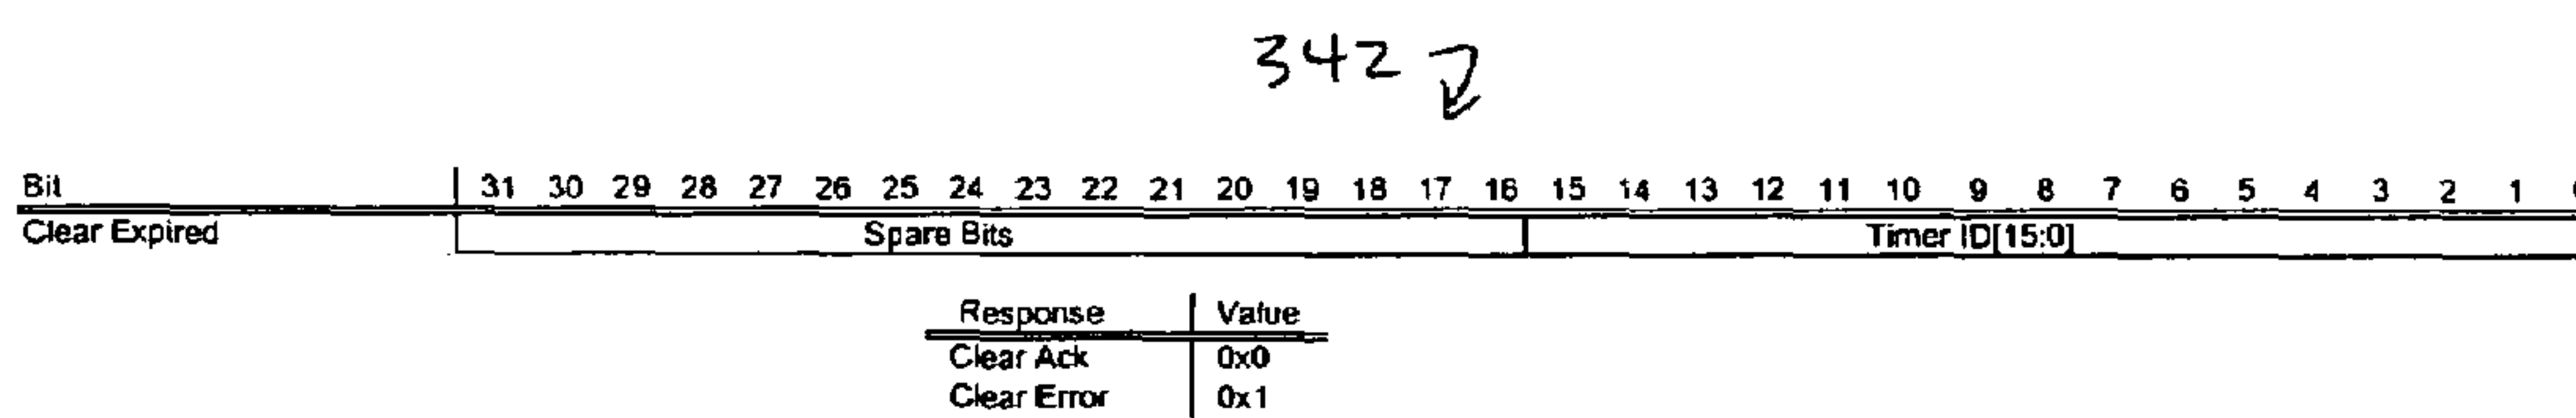 342
Bit 31 30 29 28 27 26 25 24 23 22 21 20 19 18 17 16 15 14 13 12 11 10 9 8 7 6 5 4 3 2 1 0
Clear Expired Spare Bits Timer ID[15:0]
Response Value
Clear Ack 0x0
Clear Error 0x1